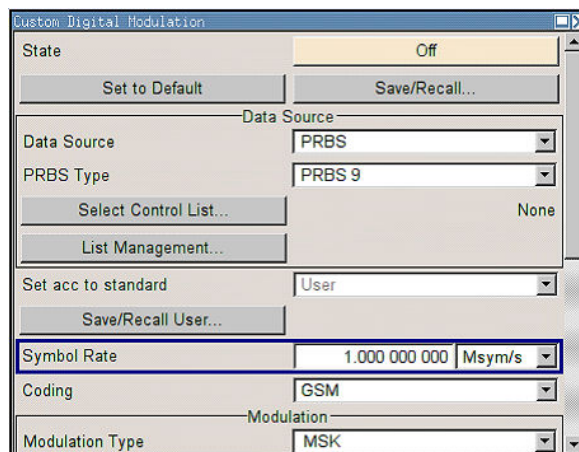 Custom Digital Modulation
State Off
Set to Default Save/Recall...
Data Source
Data Source PRBS
PRBS Type PRBS 9
Select Control List... None
List Management...
Set acc to standard User
Save/Recall User...
Symbol Rate 1.000 000 000 Msym/s
Coding GSM
Modulation
Modulation Type MSK